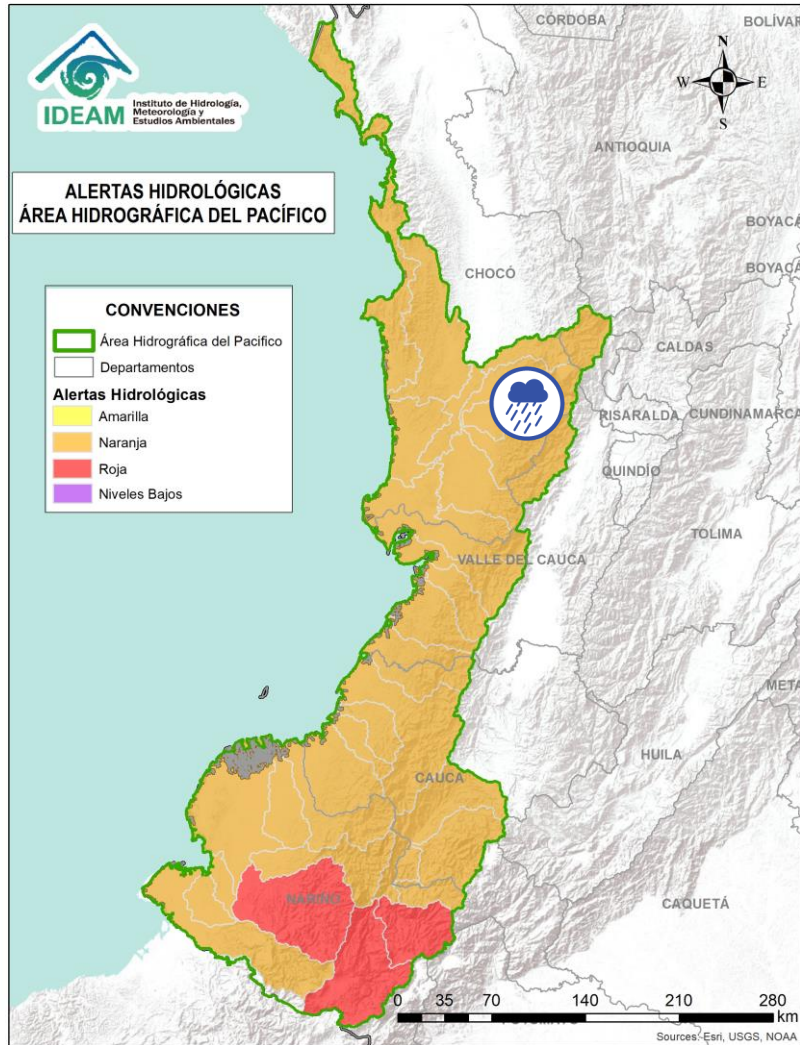 CÓRDOBA
BOLÍVAR
N
W E
S
IDEAM
Instituto de Hidrología,
Meteorología y
Estudios Ambientales
ANTIOQUIA
ALERTAS HIDROLÓGICAS
ÁREA HIDROGRÁFICA DEL PACÍFICO
BOYACÁ
BOYACÁ
CHOCÓ
CONVENCIONES
Área Hidrográfica del Pacifico
Departamentos
Alertas Hidrológicas
Amarilla
Naranja
Roja
Niveles Bajos
CALDAS
RISARALDA
CUNDINAMARCA
QUINDÍO
TOLIMA
VALLE DEL CAUCA
META
HUILA
CAUCA
CAQUETÁ
NARIÑO
0 35 70 140 210 280
km
Sources: Esri, USGS, NOAA